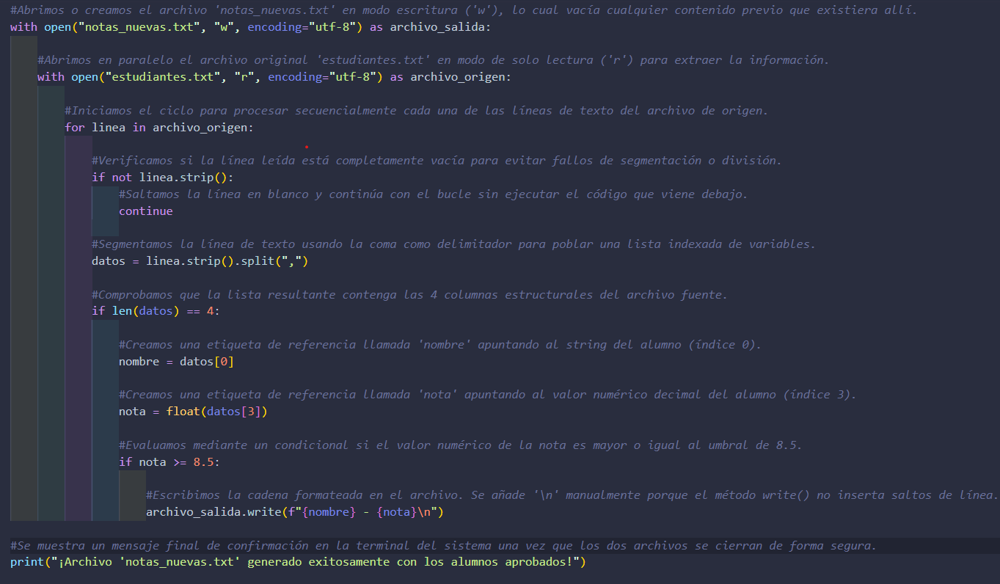 #Abrimos o creamos el archivo 'notas_nuevas.txt' en modo escritura ('w'), lo cual vacía cualquier contenido previo que existiera allí.
with open("notas_nuevas.txt", "w", encoding="utf-8") as archivo_salida:
#Abrimos en paralelo el archivo original 'estudiantes.txt' en modo de solo lectura ('r') para extraer la información.
with open("estudiantes.txt", "r", encoding="utf-8") as archivo_origen:
#Iniciamos el ciclo para procesar secuencialmente cada una de las líneas de texto del archivo de origen.
for linea in archivo_origen:
#Verificamos si la línea leída está completamente vacía para evitar fallos de segmentación o división.
if not linea.strip():
#Saltamos la línea en blanco y continúa con el bucle sin ejecutar el código que viene debajo.
continue
#Segmentamos la línea de texto usando la coma como delimitador para poblar una lista indexada de variables.
datos = linea.strip().split(",")
#Comprobamos que la lista resultante contenga las 4 columnas estructurales del archivo fuente.
if len(datos) == 4:
#Creamos una etiqueta de referencia llamada 'nombre' apuntando al string del alumno (índice 0).
nombre = datos[0]
#Creamos una etiqueta de referencia llamada 'nota' apuntando al valor numérico decimal del alumno (índice 3).
nota = float(datos[3])
#Evaluamos mediante un condicional si el valor numérico de la nota es mayor o igual al umbral de 8.5.
if nota >= 8.5:
#Escribimos la cadena formateada en el archivo. Se añade '\n' manualmente porque el método write() no inserta saltos de línea.
archivo_salida.write(f"{nombre} - {nota}\n")
#Se muestra un mensaje final de confirmación en la terminal del sistema una vez que los dos archivos se cierran de forma segura.
print("¡Archivo 'notas_nuevas.txt' generado exitosamente con los alumnos aprobados!")